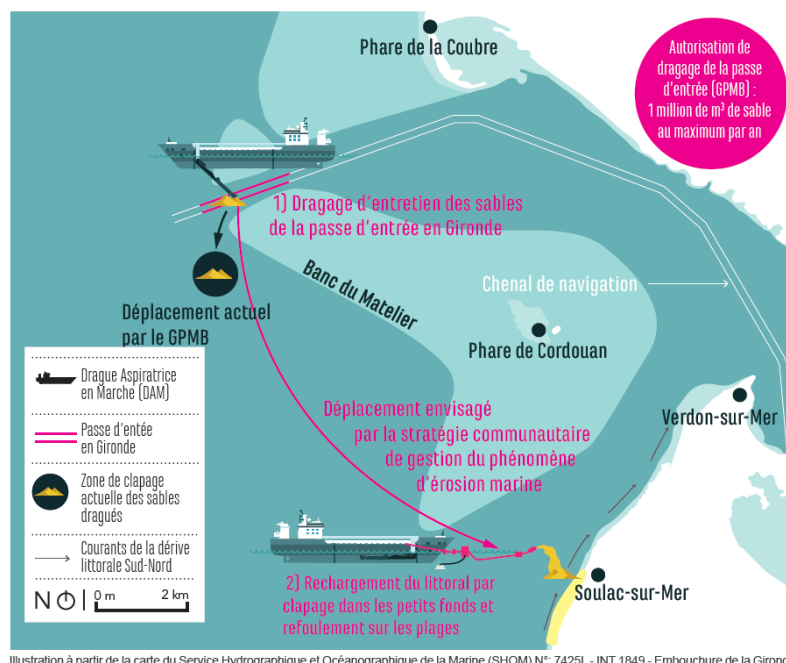 Phare de la Coubre
Autorisation de
dragage de la passe
d'entrée (GPMB) :
1 million de m³ de sable
au maximum par an
1) Dragage d'entretien des sables
de la passe d'entrée en Gironde
Banc du Matelier
Chenal de navigation
Déplacement actuel
par le GPMB
Phare de Cordouan
Verdon-sur-Mer
Déplacement envisagé
par la stratégie communautaire
de gestion du phénomène
d'érosion marine
Drague Aspiratrice
en Marche (DAM)
Passe d'entée
en Gironde
Zone de clapage
actuelle des sables
dragués
Courants de la dérive
littorale Sud-Nord
N
0 m 2 km
Soulac-sur-Mer
2) Rechargement du littoral par
clapage dans les petits fonds et
refoulement sur les plages
Illustration à partir de la carte du Service Hydrographique et Océanographique de la Marine (SHOM) N°: 7425L - INT 1849 - Embouchure de la Giron